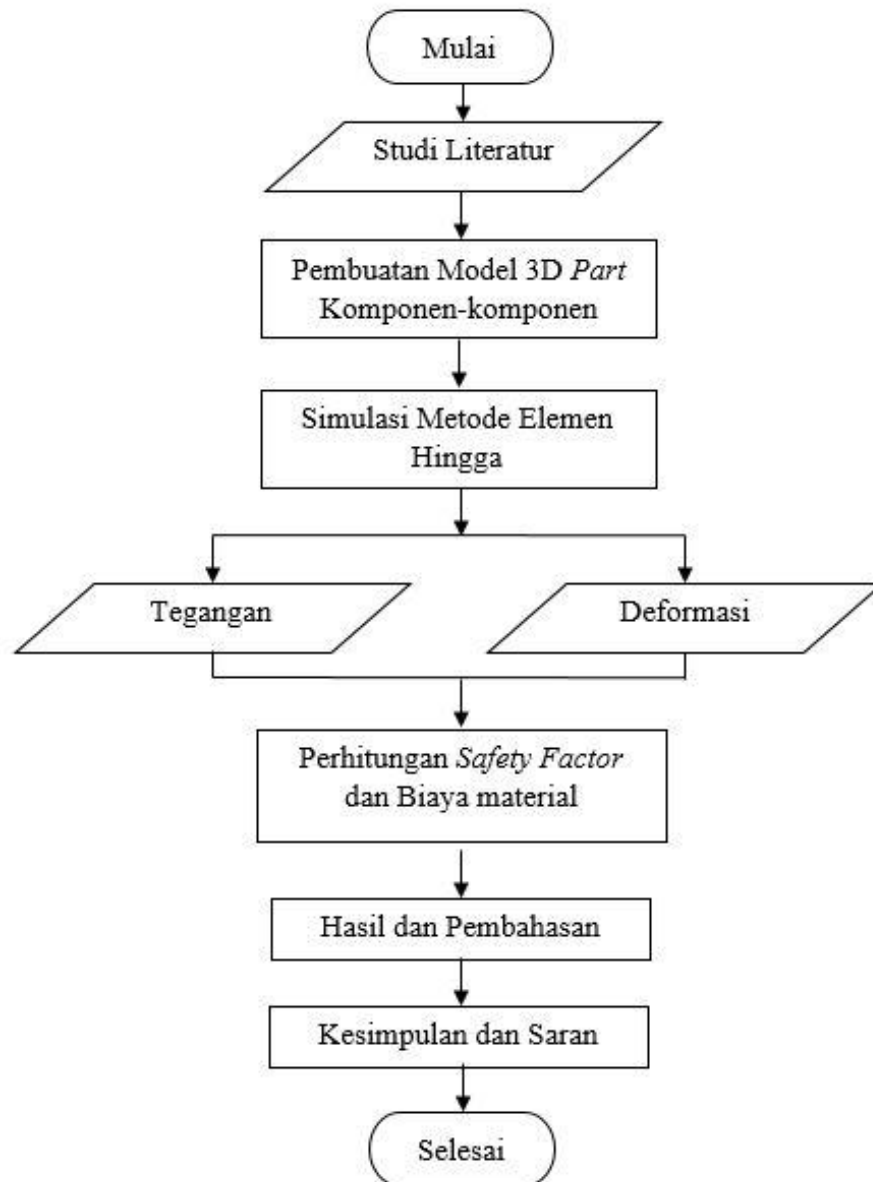 Mulai
Studi Literatur
Pembuatan Model 3D Part
Komponen-komponen
Simulasi Metode Elemen
Hingga
Tegangan
Deformasi
Perhitungan Safety Factor
dan Biaya material
Hasil dan Pembahasan
Kesimpulan dan Saran
Selesai